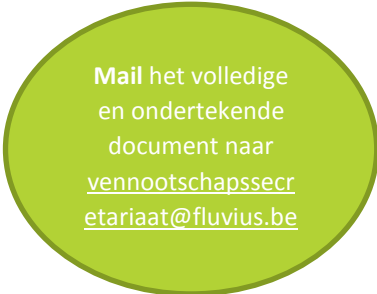 Mail het volledige
en ondertekende
document naar
vennootschapssecr
etariaat@fluvius.be